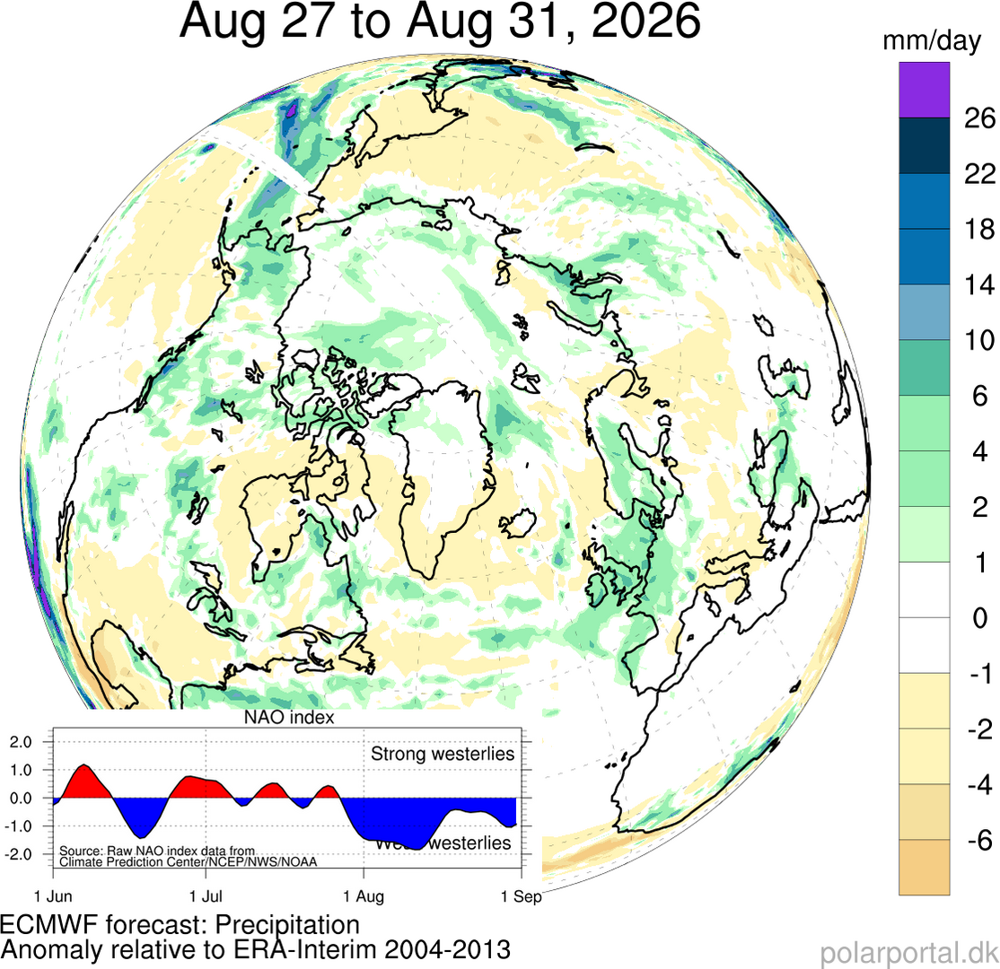 Aug 27 to Aug 31, 2026
mm/day
26
22
18
14
10
6
4
2
1
0
-1
-2
-4
-6
NAO index
2.0
1.0
0.0
-1.0
-2.0
Strong westerlies
westerlies
Source: Raw NAO index data from
Climate Prediction Center/NCEP/NWS/NOAA
1 Jun
1 Jul
1 Aug
1 Sep
ECMWF forecast: Precipitation
Anomaly relative to ERA-Interim 2004-2013
polarportal.dk